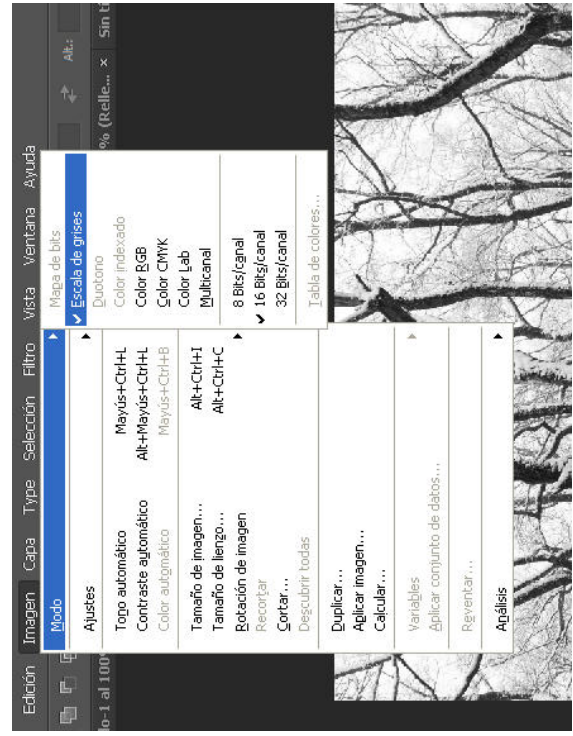 Edición Imagen Capa Type Selección Filtro Vista Ventana Ayuda
Alt.:
do-1 al 100% (Relle... × Sin tí
Modo
Ajustes
Tono automático Mayús+Ctrl+L
Contraste automático Alt+Mayús+Ctrl+L
Color automático Mayús+Ctrl+B
Tamaño de imagen... Alt+Ctrl+I
Tamaño de lienzo... Alt+Ctrl+C
Rotación de imagen
Recortar
Cortar...
Descubrir todas
Duplicar...
Aplicar imagen...
Calcular...
Variables
Aplicar conjunto de datos...
Reventar...
Análisis
Mapa de bits
Escala de grises
Duotono
Color indexado
Color RGB
Color CMYK
Color Lab
Multicanal
8 Bits/canal
16 Bits/canal
32 Bits/canal
Tabla de colores...